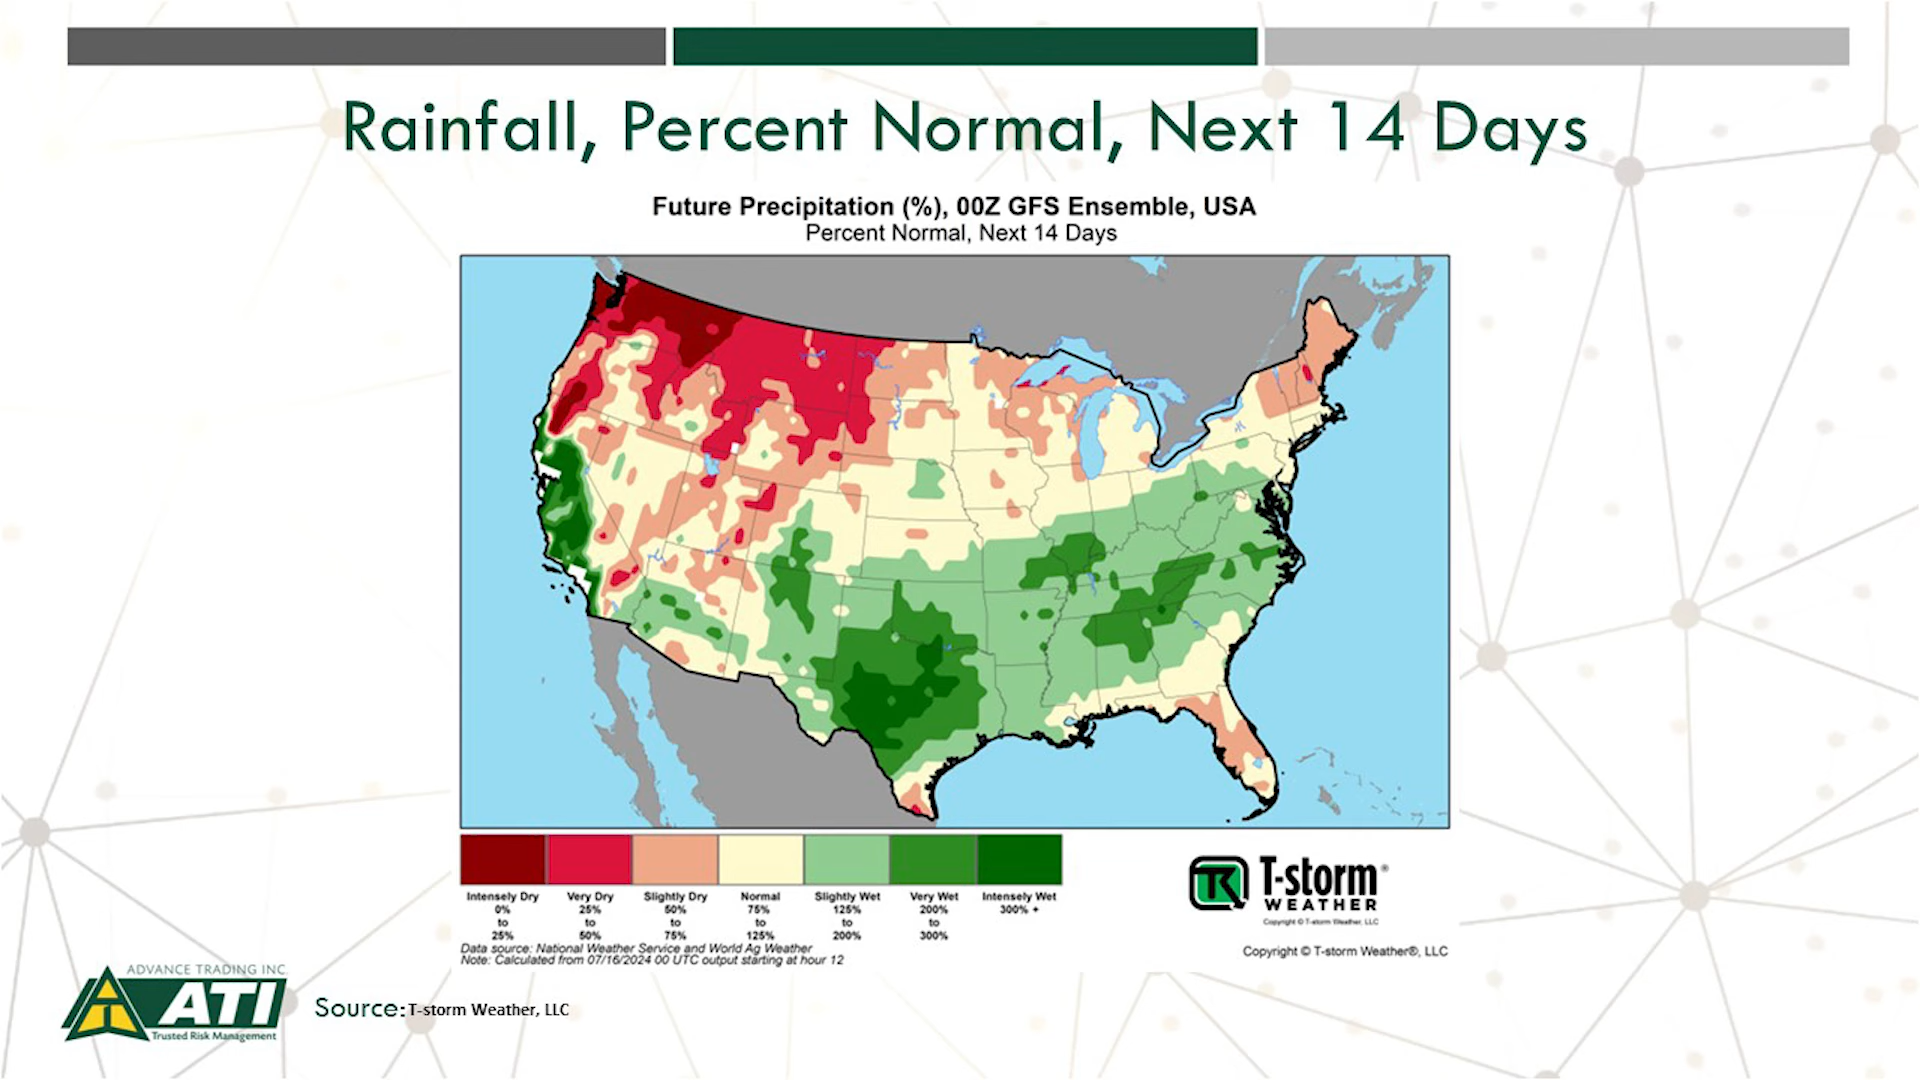 Rainfall, Percent Normal, Next 14 Days
Future Precipitation (%), 00Z GFS Ensemble, USA
Percent Normal, Next 14 Days
Intensely Dry
0%
to
25%
Very Dry
25%
to
50%
Slightly Dry
50%
to
75%
Normal
75%
to
125%
Slightly Wet
125%
to
200%
Very Wet
200%
to
300%
Intensely Wet
300% +
Data source: National Weather Service and World Ag Weather
Note: Calculated from 07/16/2024 00 UTC output starting at hour 12
T-storm®
WEATHER
Copyright © T-storm Weather, LLC
Copyright © T-storm Weather®, LLC
ADVANCE TRADING INC.
ATI
Trusted Risk Management
Source: T-storm Weather, LLC